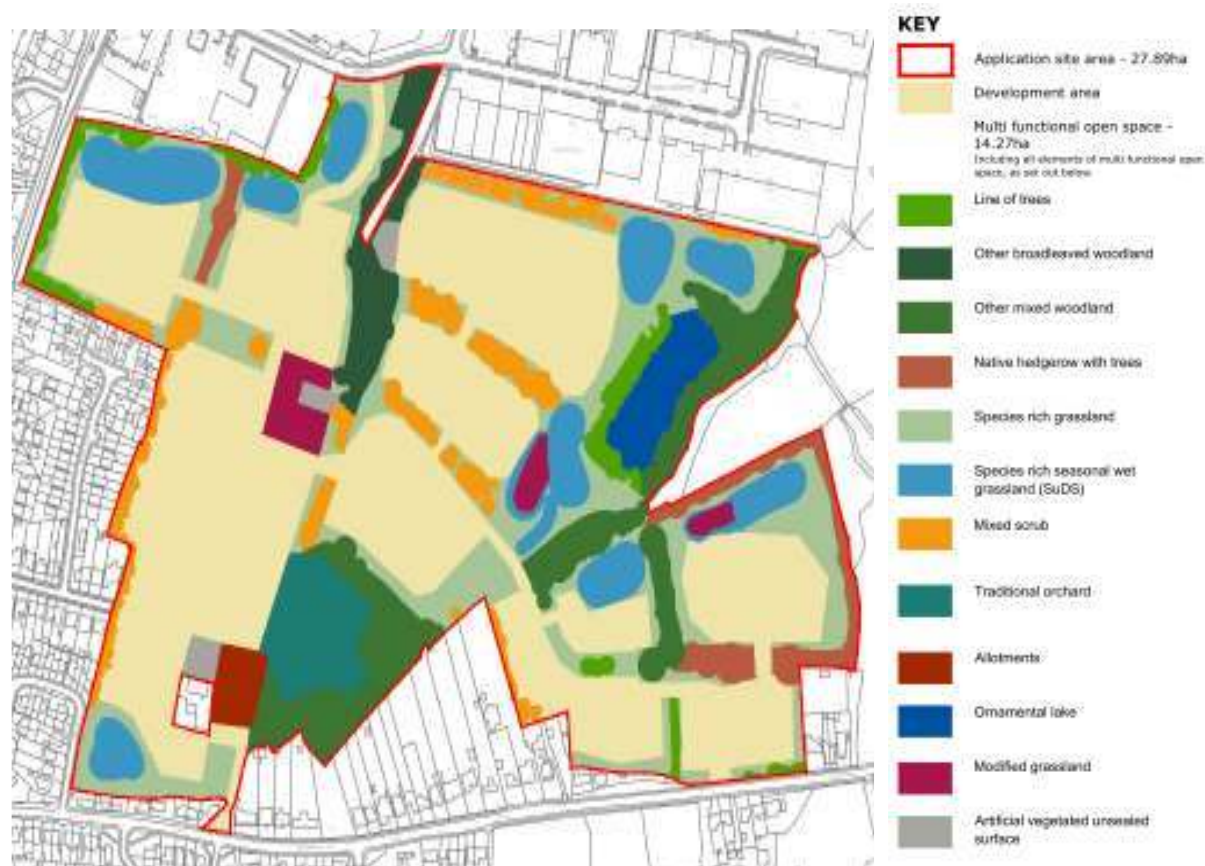 KEY
Application site area – 27.89ha
Development area
Multi functional open space –
14.27ha
Including all elements of multi functional open
space, as set out below
Line of trees
Other broadleaved woodland
Other mixed woodland
Native hedgerow with trees
Species rich grassland
Species rich seasonal wet
grassland (SuDS)
Mixed scrub
Traditional orchard
Allotments
Ornamental lake
Modified grassland
Artificial vegetated unsealed
surface